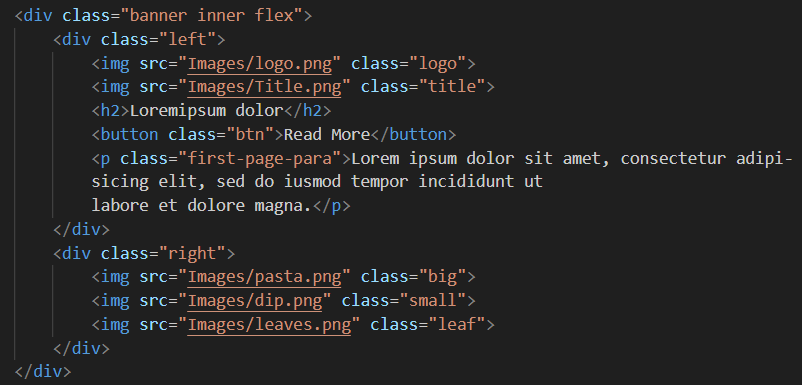 <div class="banner inner flex">
<div class="left">
<img src="Images/logo.png" class="logo">
<img src="Images/Title.png" class="title">
<h2>Loremipsum dolor</h2>
<button class="btn">Read More</button>
<p class="first-page-para">Lorem ipsum dolor sit amet, consectetur adipi-
sicing elit, sed do iusmod tempor incididunt ut
labore et dolore magna.</p>
</div>
<div class="right">
<img src="Images/pasta.png" class="big">
<img src="Images/dip.png" class="small">
<img src="Images/leaves.png" class="leaf">
</div>
</div>